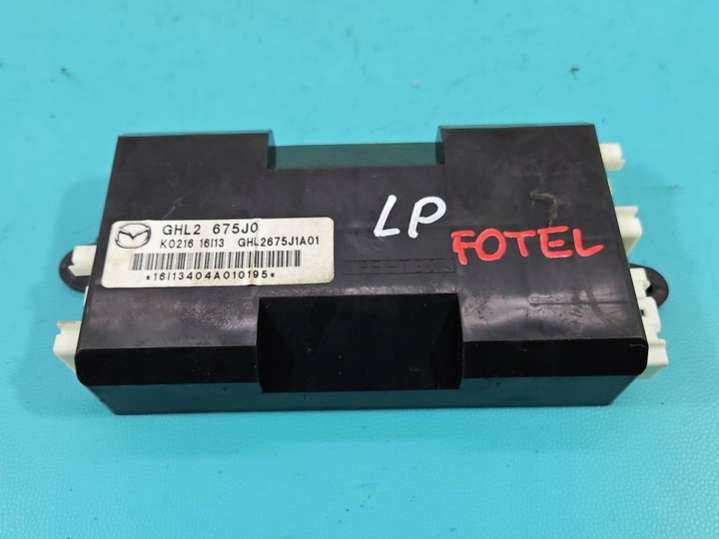 GHL2 675J0
K0216 16I13 GHL2675J1A01
*16I13404A010195*
LP
FOTEL